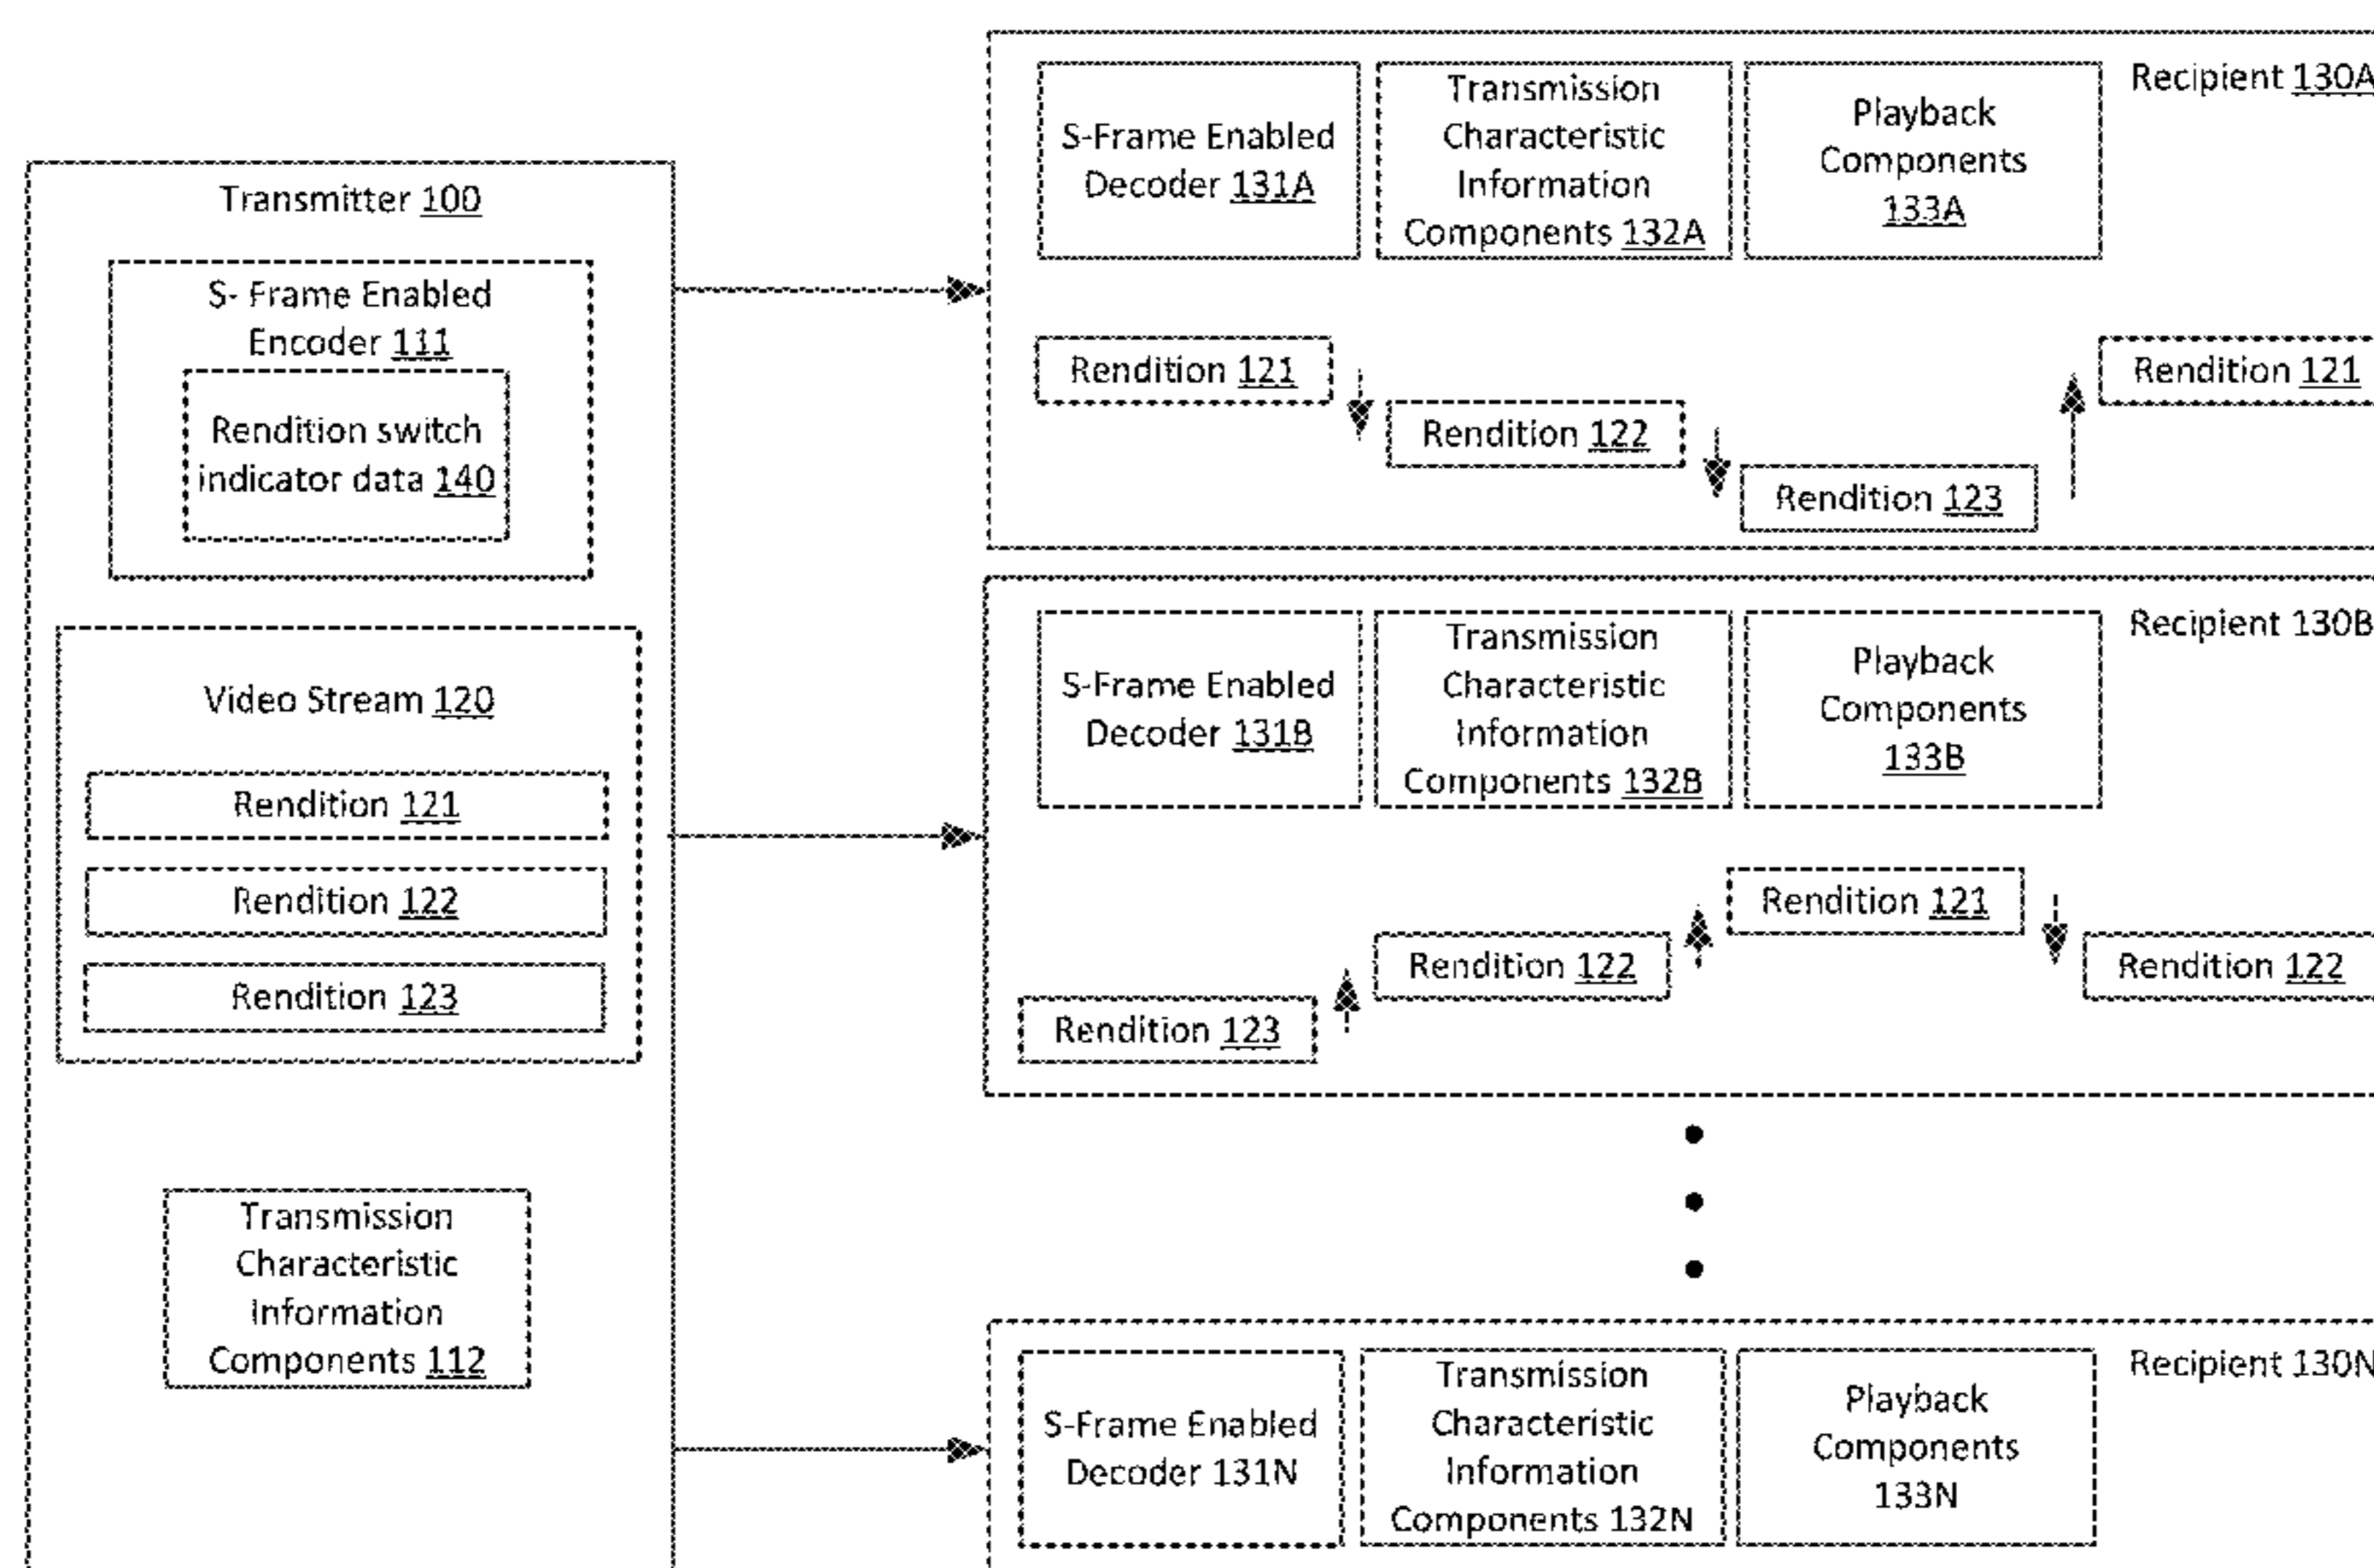 Transmitter 100
S- Frame Enabled
Encoder 111
Rendition switch
indicator data 140
Video Stream 120
Rendition 121
Rendition 122
Rendition 123
Transmission
Characteristic
Information
Components 112
Recipient 130A
S-Frame Enabled
Decoder 131A
Transmission
Characteristic
Information
Components 132A
Playback
Components
133A
Rendition 121
Rendition 122
Rendition 123
Rendition 121
Recipient 130B
S-Frame Enabled
Decoder 131B
Transmission
Characteristic
Information
Components 132B
Playback
Components
133B
Rendition 123
Rendition 122
Rendition 121
Rendition 122
Recipient 130N
S-Frame Enabled
Decoder 131N
Transmission
Characteristic
Information
Components 132N
Playback
Components
133N